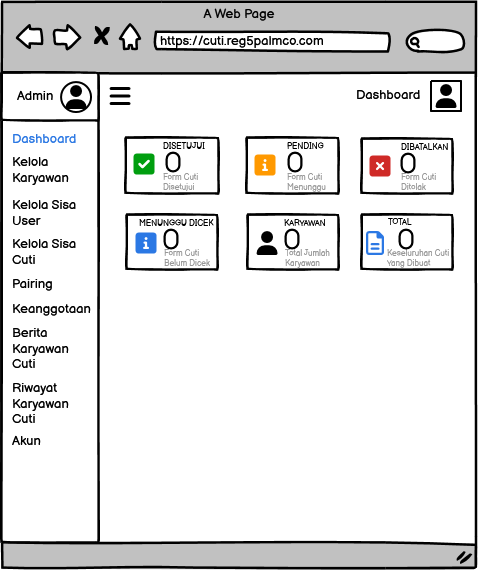 A Web Page
https://cuti.reg5palmco.com
Admin
Dashboard
Dashboard
Kelola
Karyawan
Kelola Sisa
User
Kelola Sisa
Cuti
Pairing
Keanggotaan
Berita
Karyawan
Cuti
Riwayat
Karyawan
Cuti
Akun
DISETUJUI
0
Form Cuti
Disetujui
PENDING
0
Form Cuti
Menunggu
DIBATALKAN
0
Form Cuti
Ditolak
MENUNGGU DICEK
0
Form Cuti
Belum Dicek
KARYAWAN
0
Total Jumlah
Karyawan
TOTAL
0
Keseluruhan Cuti
Yang Dibuat